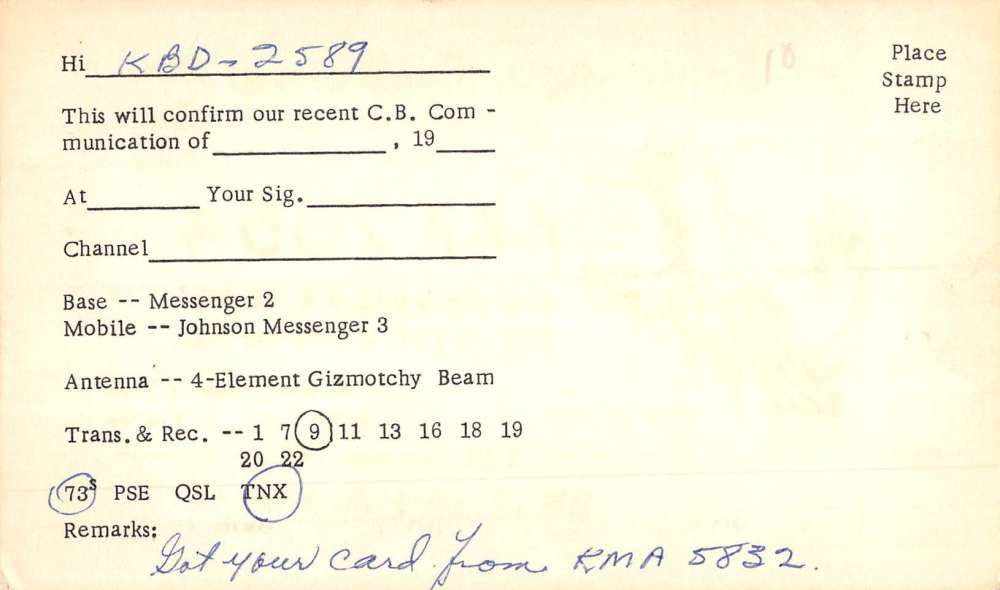 Hi KBD-2589
Place
Stamp
Here
This will confirm our recent C.B. Com -
munication of , 19
At Your Sig.
Channel
Base -- Messenger 2
Mobile -- Johnson Messenger 3
Antenna -- 4-Element Gizmotchy Beam
Trans. & Rec. -- 1 7 9 11 13 16 18 19
20 22
73s PSE QSL TNX
Remarks:
Got your card from KMA 5832.